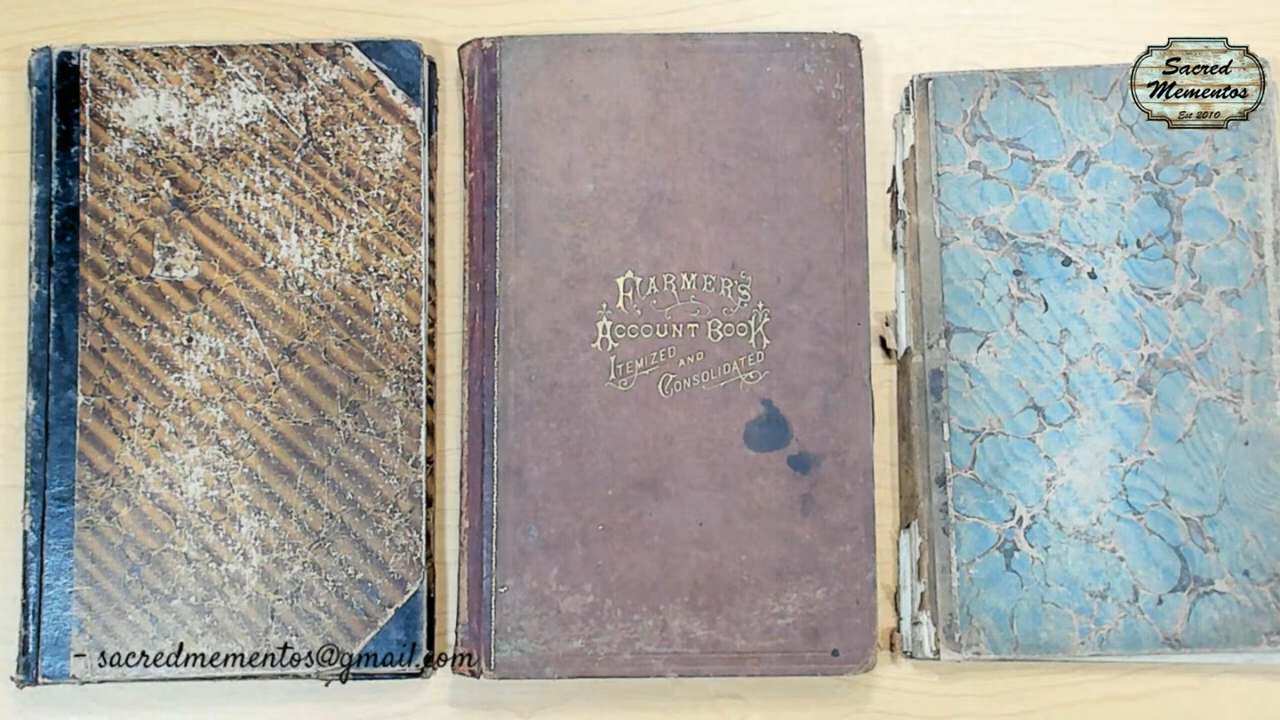 Sacred
Mementos
Est 2010
FARMER'S
ACCOUNT BOOK
ITEMIZED AND
CONSOLIDATED
- sacredmementos@gmail.com